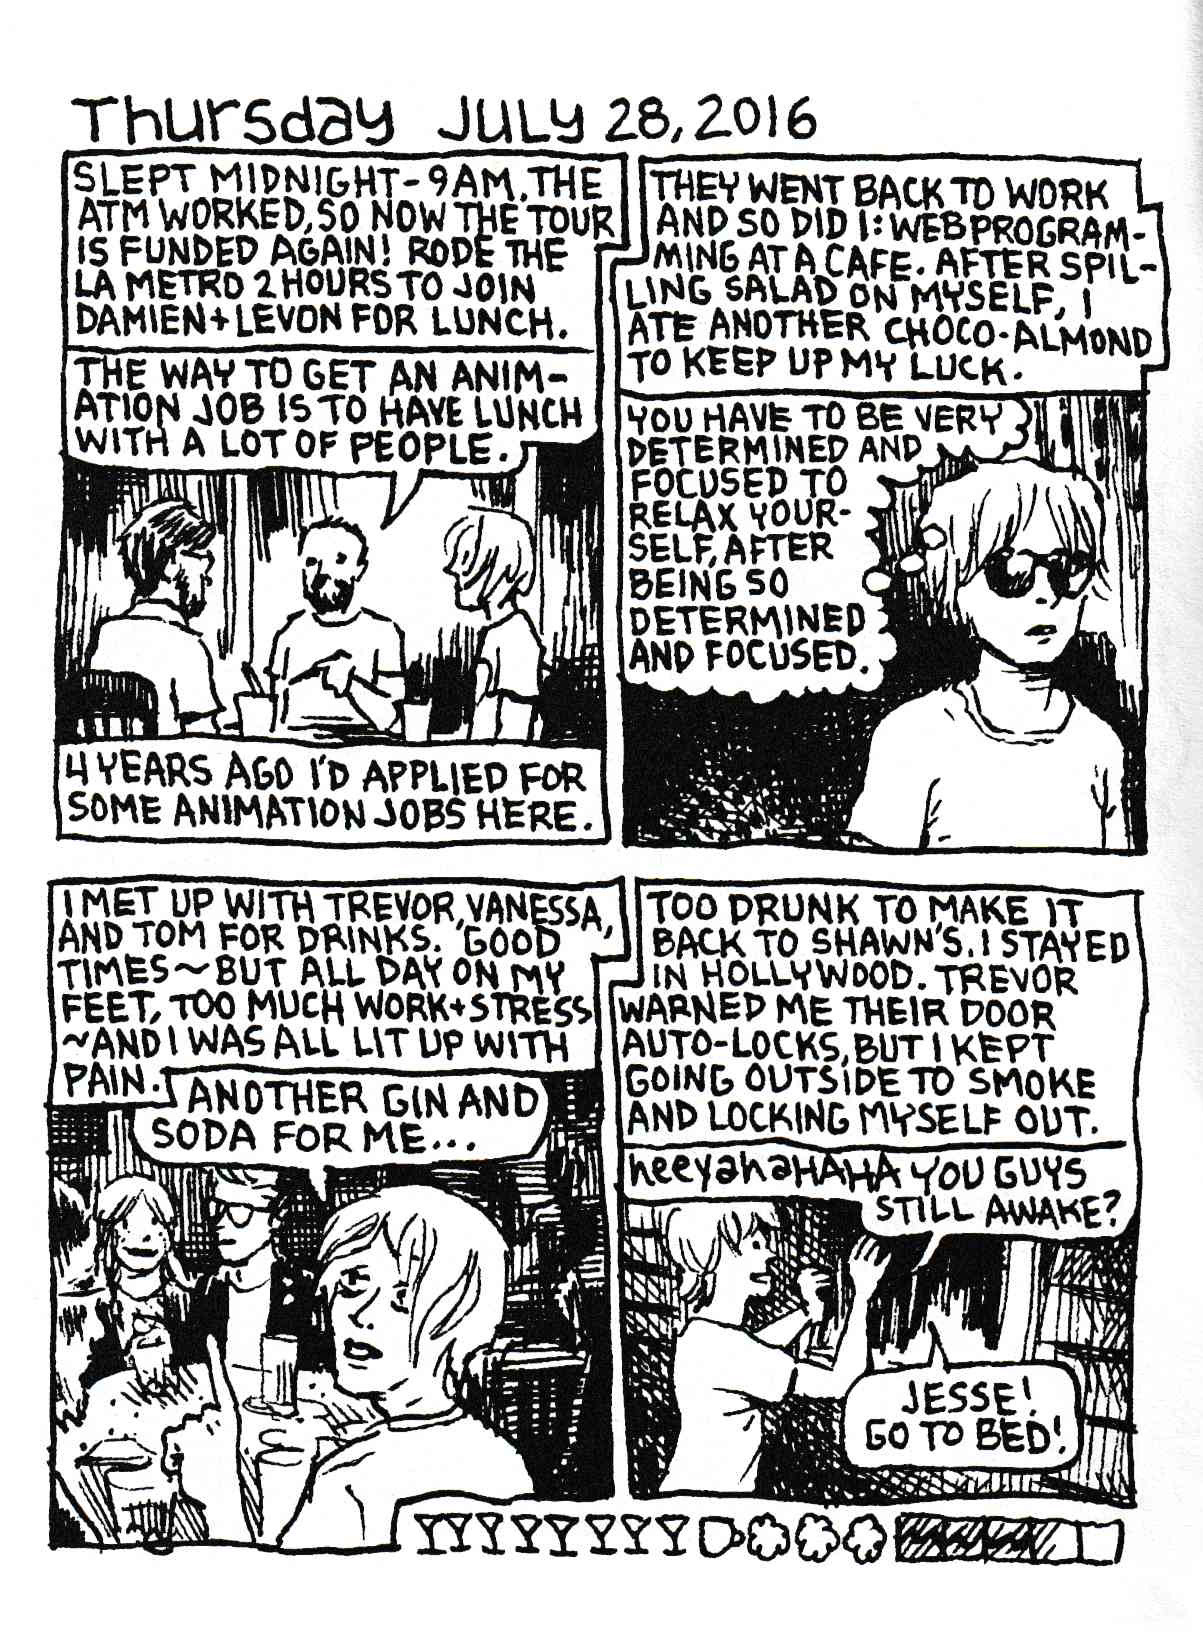 Thursday JULY 28, 2016
SLEPT MIDNIGHT-9AM. THE
ATM WORKED, SO NOW THE TOUR
IS FUNDED AGAIN! RODE THE
LA METRO 2 HOURS TO JOIN
DAMIEN+LEVON FOR LUNCH.
THE WAY TO GET AN ANIM-
ATION JOB IS TO HAVE LUNCH
WITH A LOT OF PEOPLE.
4 YEARS AGO I'D APPLIED FOR
SOME ANIMATION JOBS HERE.
THEY WENT BACK TO WORK
AND SO DID I: WEB PROGRAM-
MING AT A CAFE. AFTER SPIL-
LING SALAD ON MYSELF, I
ATE ANOTHER CHOCO-ALMOND
TO KEEP UP MY LUCK.
YOU HAVE TO BE VERY
DETERMINED AND
FOCUSED TO
RELAX YOUR-
SELF, AFTER
BEING SO
DETERMINED
AND FOCUSED.
I MET UP WITH TREVOR, VANESSA,
AND TOM FOR DRINKS. GOOD
TIMES~BUT ALL DAY ON MY
FEET, TOO MUCH WORK+STRESS
~AND I WAS ALL LIT UP WITH
PAIN.
ANOTHER GIN AND
SODA FOR ME...
TOO DRUNK TO MAKE IT
BACK TO SHAWN'S. I STAYED
IN HOLLYWOOD. TREVOR
WARNED ME THEIR DOOR
AUTO-LOCKS, BUT I KEPT
GOING OUTSIDE TO SMOKE
AND LOCKING MYSELF OUT.
heeyahaHAHA YOU GUYS
STILL AWAKE?
JESSE!
GO TO BED!